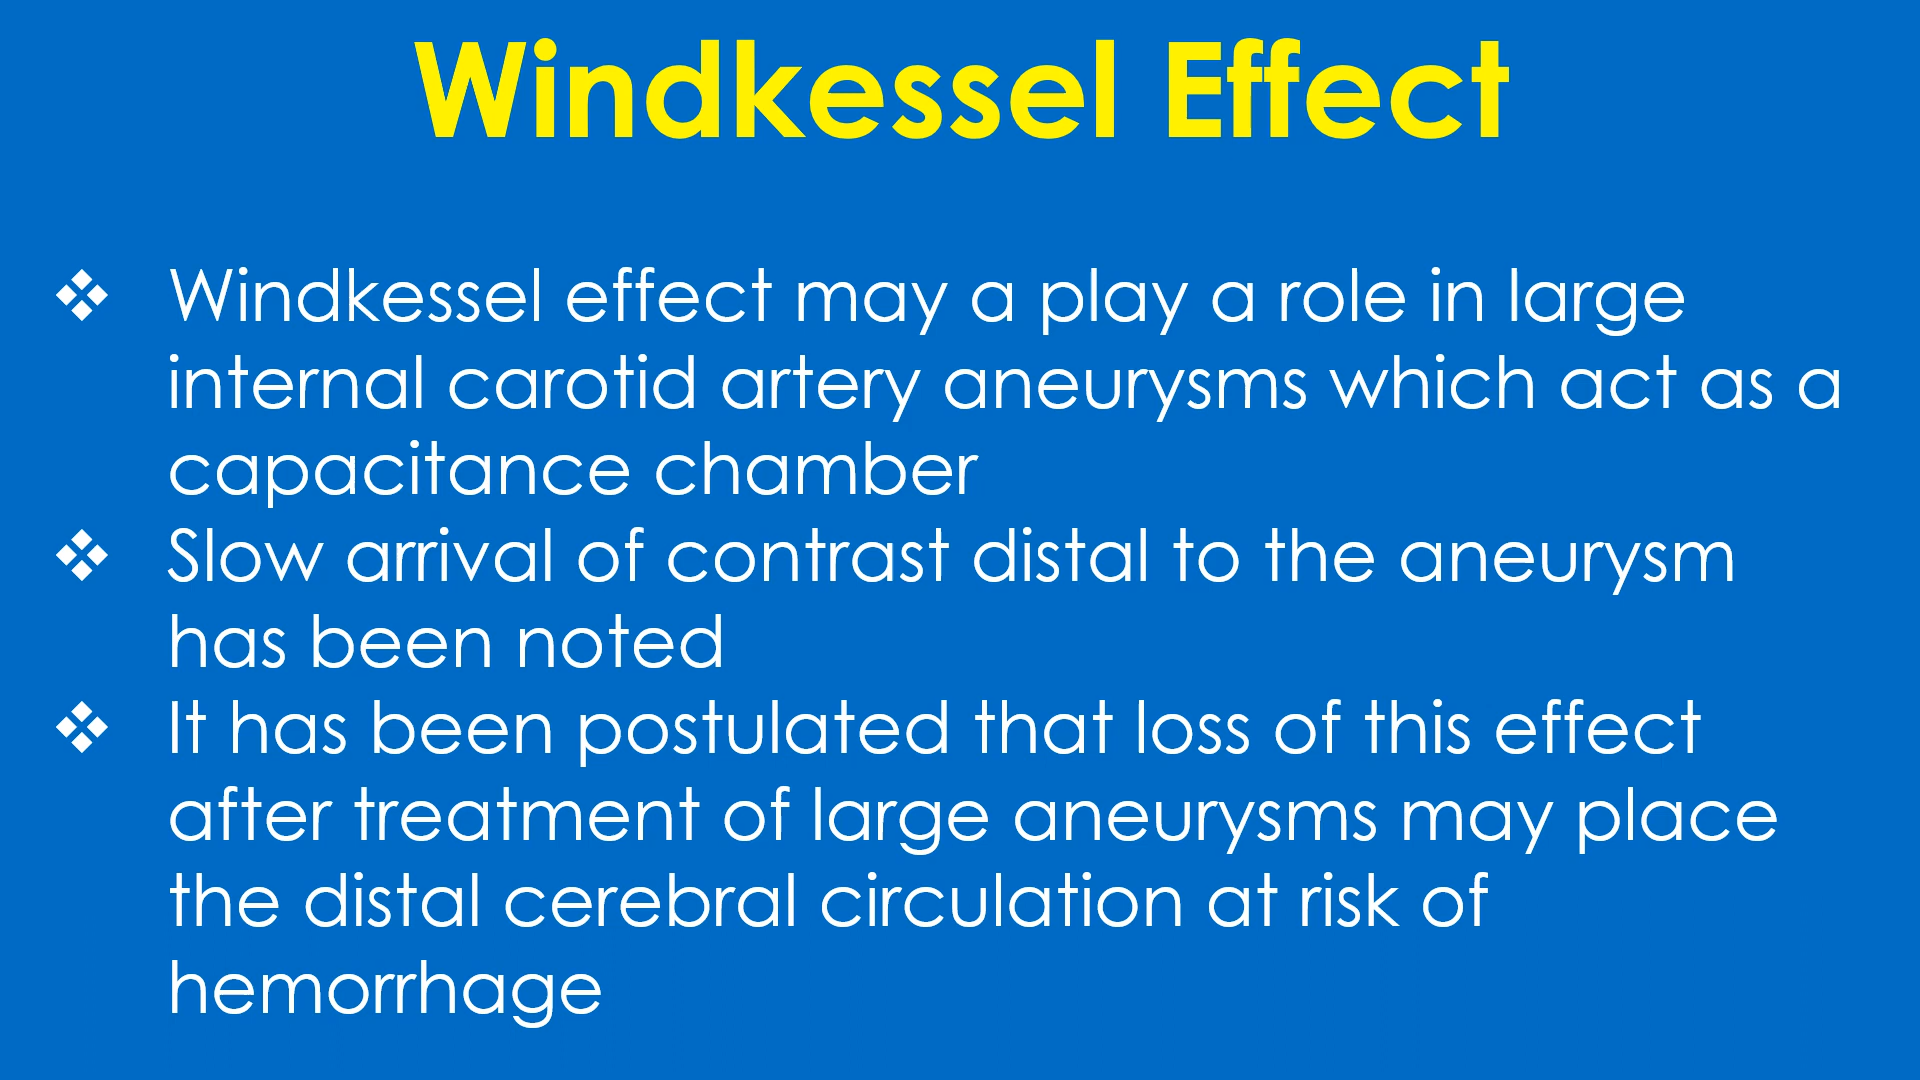 Windkessel Effect
❖ Windkessel effect may a play a role in large
internal carotid artery aneurysms which act as a
capacitance chamber
❖ Slow arrival of contrast distal to the aneurysm
has been noted
❖ It has been postulated that loss of this effect
after treatment of large aneurysms may place
the distal cerebral circulation at risk of
hemorrhage